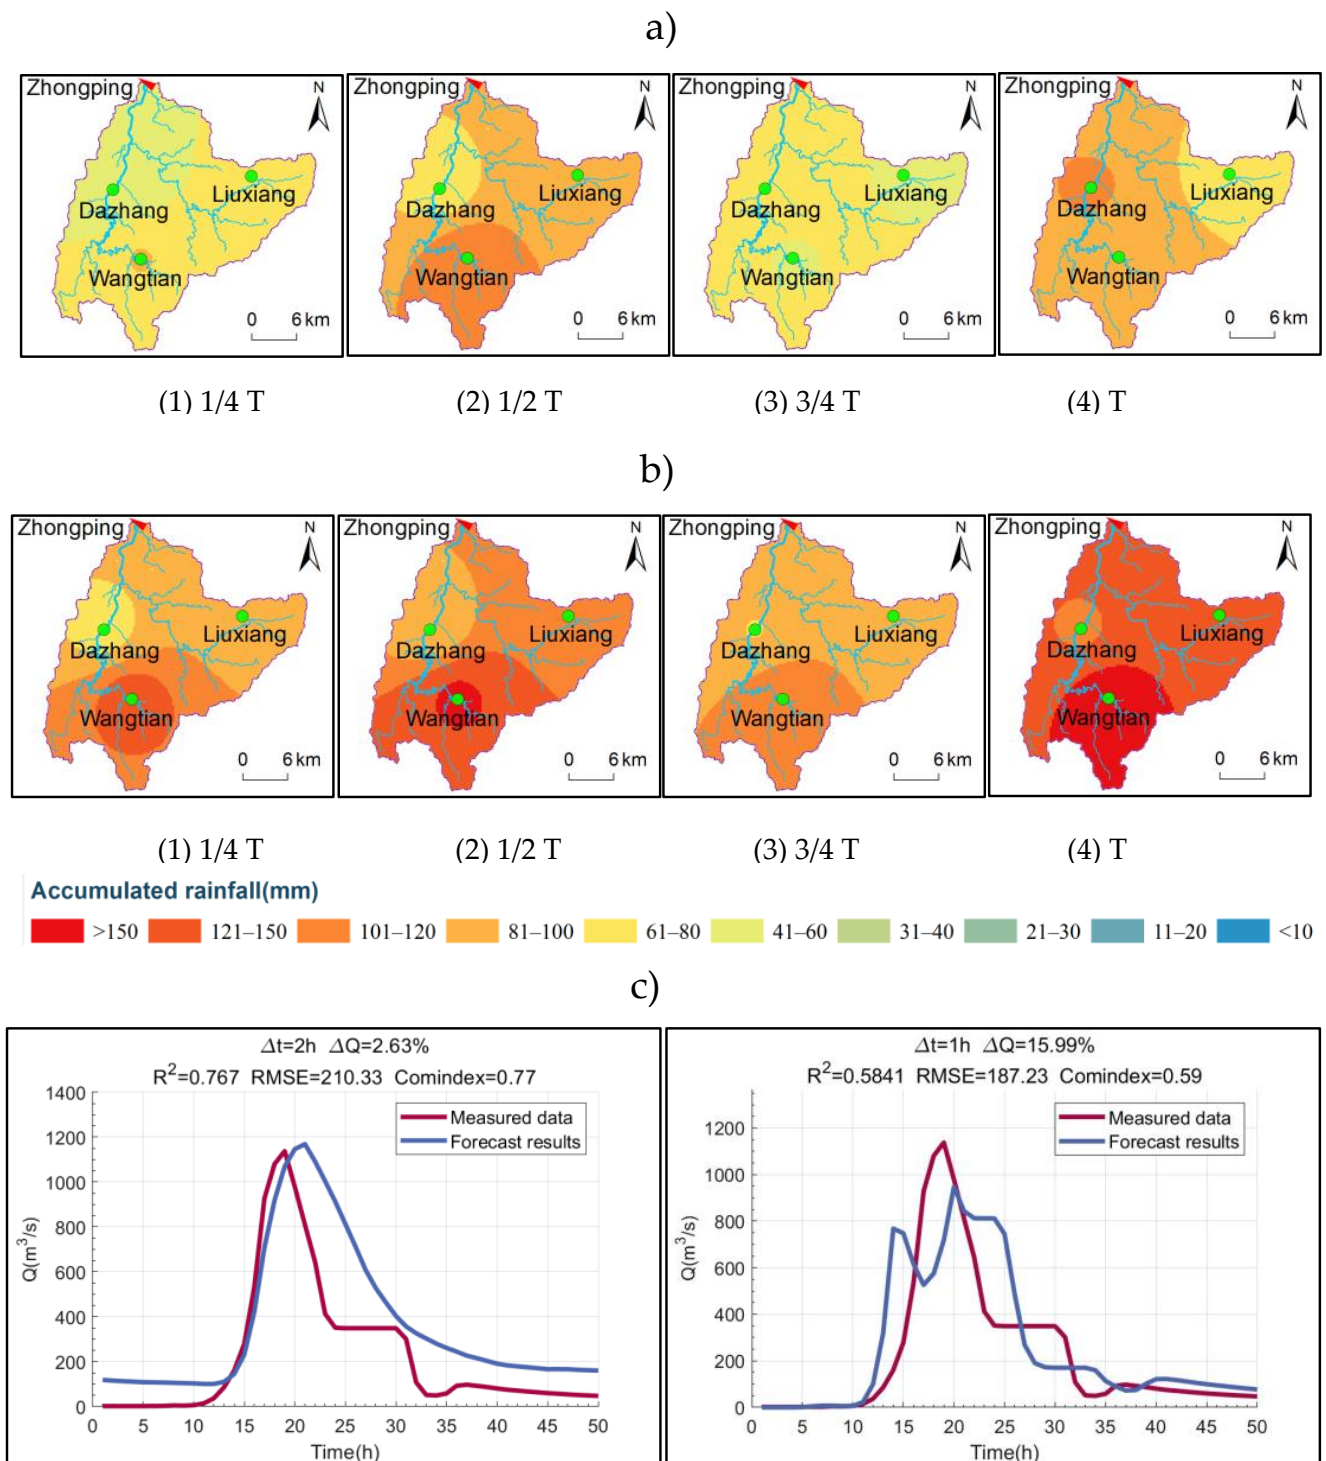 a)
Zhongping N Zhongping N Zhongping N Zhongping N
Dazhang Liuxiang Dazhang Liuxiang Dazhang Liuxiang Dazhang Liuxiang
Wangtian Wangtian Wangtian Wangtian
0 6 km 0 6 km 0 6 km 0 6 km
(1) 1/4 T (2) 1/2 T (3) 3/4 T (4) T
b)
Zhongping N Zhongping N Zhongping N Zhongping N
Dazhang Liuxiang Dazhang Liuxiang Dazhang Liuxiang Dazhang Liuxiang
Wangtian Wangtian Wangtian Wangtian
0 6 km 0 6 km 0 6 km 0 6 km
(1) 1/4 T (2) 1/2 T (3) 3/4 T (4) T
Accumulated rainfall(mm)
>150 121–150 101–120 81–100 61–80 41–60 31–40 21–30 11–20 <10
c)
Δt=2h ΔQ=2.63%
R²=0.767 RMSE=210.33 Comindex=0.77
Measured data
Forecast results
Q(m³/s)
1400
1200
1000
800
600
400
200
0
0 5 10 15 20 25 30 35 40 45 50
Time(h)
Δt=1h ΔQ=15.99%
R²=0.5841 RMSE=187.23 Comindex=0.59
Measured data
Forecast results
Q(m³/s)
1200
1000
800
600
400
200
0
0 5 10 15 20 25 30 35 40 45 50
Time(h)